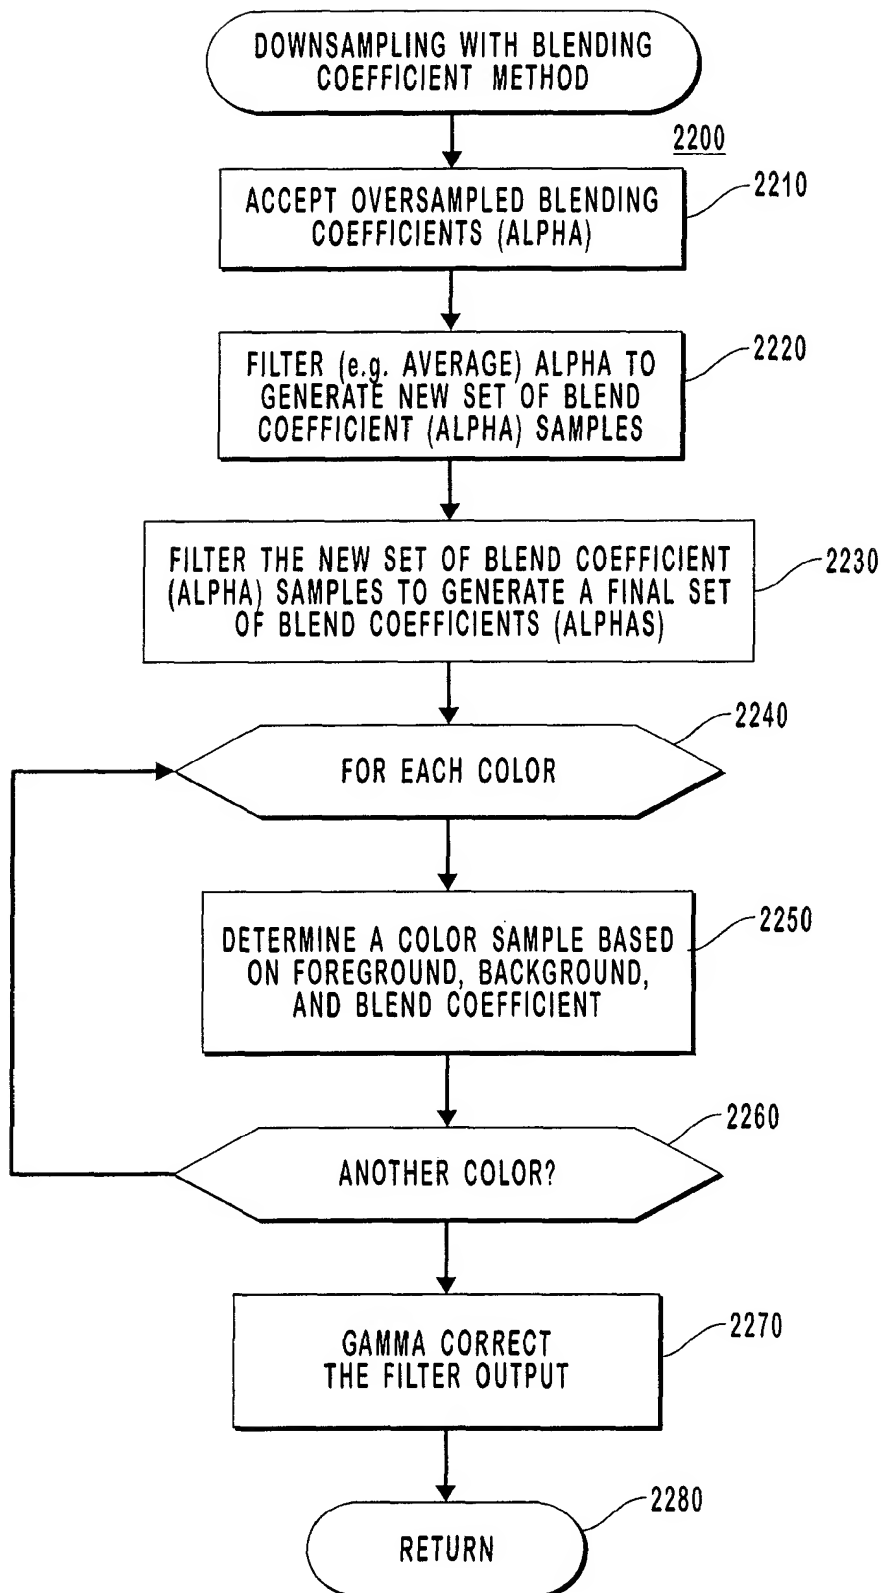 DOWNSAMPLING WITH BLENDING
COEFFICIENT METHOD
2200
2210
ACCEPT OVERSAMPLED BLENDING
COEFFICIENTS (ALPHA)
2220
FILTER (e.g. AVERAGE) ALPHA TO
GENERATE NEW SET OF BLEND
COEFFICIENT (ALPHA) SAMPLES
2230
FILTER THE NEW SET OF BLEND COEFFICIENT
(ALPHA) SAMPLES TO GENERATE A FINAL SET
OF BLEND COEFFICIENTS (ALPHAS)
2240
FOR EACH COLOR
2250
DETERMINE A COLOR SAMPLE BASED
ON FOREGROUND, BACKGROUND,
AND BLEND COEFFICIENT
2260
ANOTHER COLOR?
2270
GAMMA CORRECT
THE FILTER OUTPUT
2280
RETURN